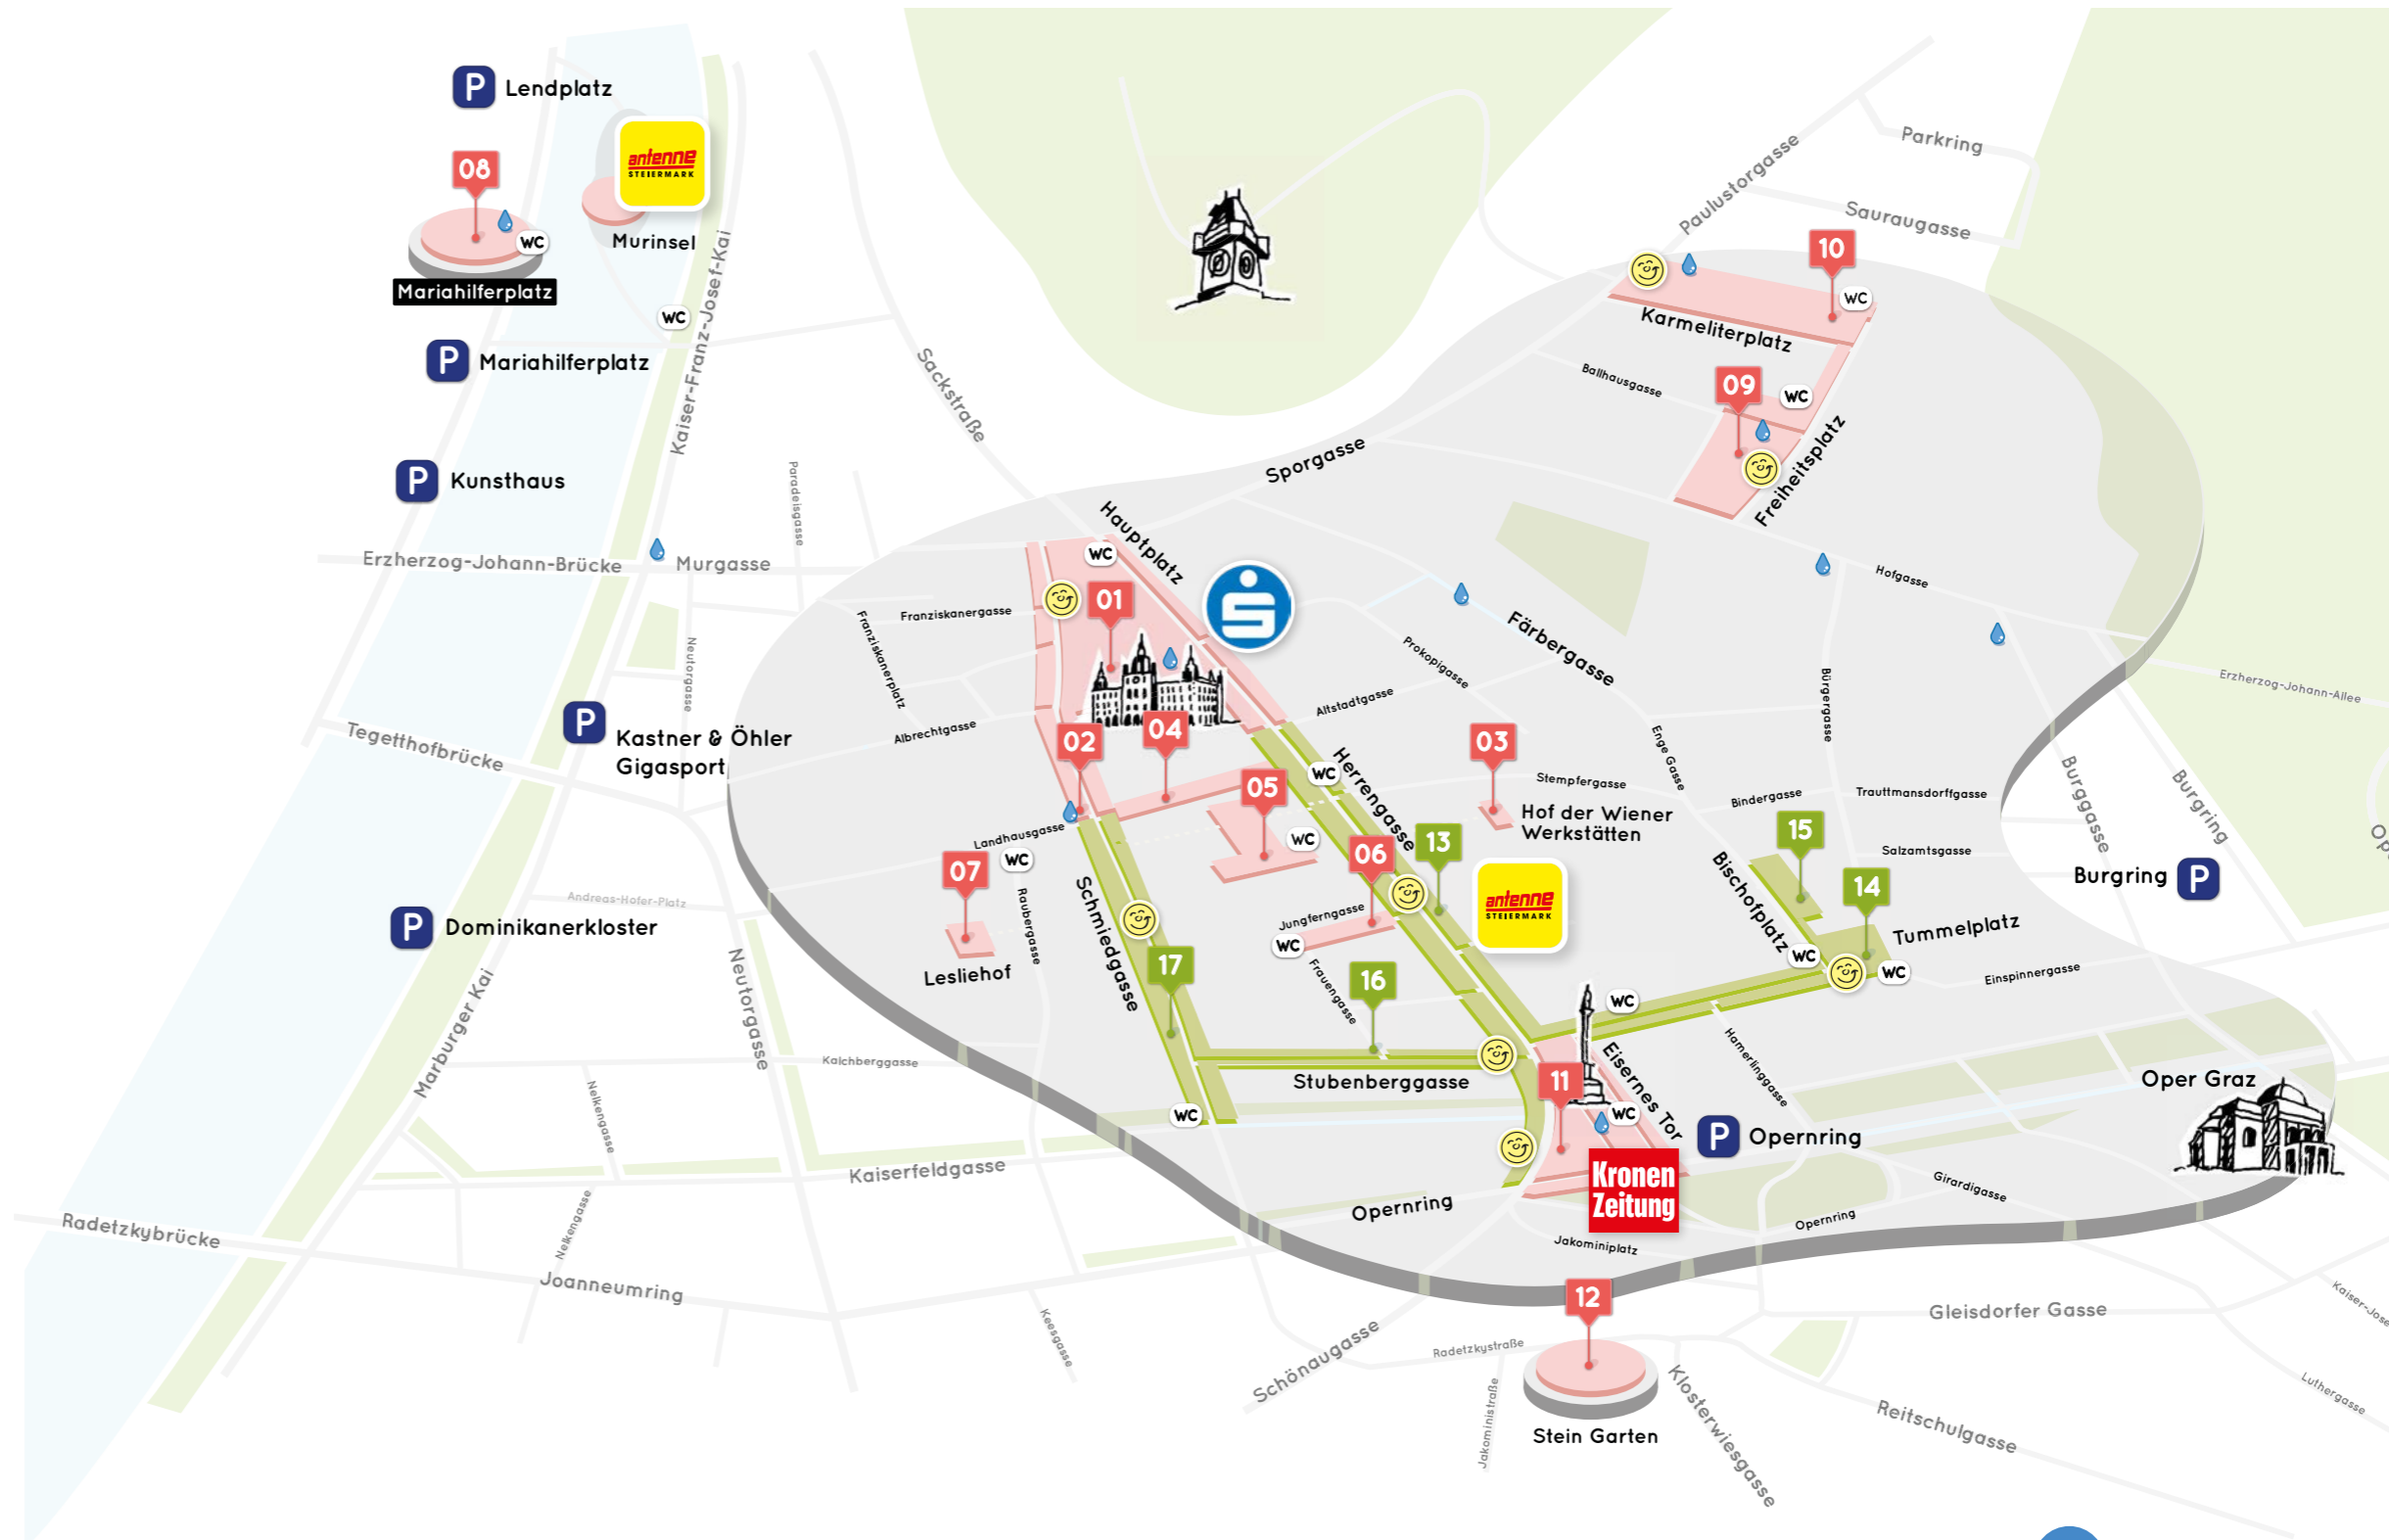 P Lendplatz
08
antenne
STEIERMARK
WC
Murinsel
Mariahilferplatz
WC
P Mariahilferplatz
Kaiser-Franz-Josef-Kai
P Kunsthaus
Sackstraße
Paradeisgasse
Erzherzog-Johann-Brücke
Murgasse
Neutorgasse
P Kastner & Öhler
Gigasport
Tegetthofbrücke
Andreas-Hofer-Platz
P Dominikanerkloster
Marburger Kai
Neutorgasse
Kalchberggasse
Nelkengasse
Nelkengasse
Kaiserfeldgasse
Radetzkybrücke
Joanneumring
Keesgasse
Parkring
Paulustorgasse
Sauraugasse
10
WC
Karmeliterplatz
Ballhausgasse
09
WC
Freiheitsplatz
Sporgasse
Hauptplatz
WC
01
S
Franziskanergasse
Franziskanerplatz
Albrechtgasse
Färbergasse
Prokopigasse
Altstadtgasse
Hofgasse
Bürgergasse
Erzherzog-Johann-Allee
02
04
05
WC
Herrengasse
WC
03
Stempfergasse
Hof der Wiener
Werkstätten
Enge Gasse
Bindergasse
Trauttmansdorffgasse
Burggasse
Burgring
Landhausgasse
WC
07
Lesliehof
Raubergasse
Schmiedgasse
06
13
antenne
STEIERMARK
Jungferngasse
WC
Frauengasse
16
17
15
Salzamtsgasse
14
Bischofplatz
WC
WC
Tummelplatz
Einspinnergasse
Burgring P
WC
Stubenberggasse
WC
11
Eisernes Tor
WC
Hamerlinggasse
P Opernring
Kronen
Zeitung
Oper Graz
Girardigasse
Opernring
Opernring
Jakominiplatz
12
Stein Garten
Schönaugasse
Radetzkystraße
Jakoministraße
Klosterwiesgasse
Gleisdorfer Gasse
Reitschulgasse
Luthergasse
Kaiser-Jose